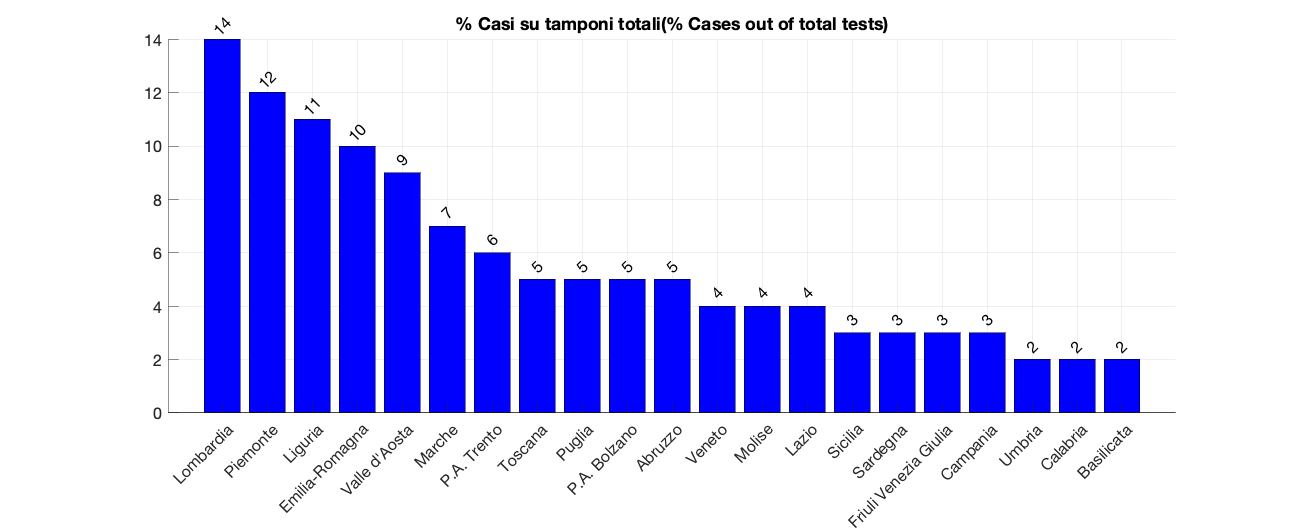 % Casi su tamponi totali(% Cases out of total tests)
14
12
10
8
6
4
2
0
14
12
11
10
9
7
6
5
5
5
5
4
4
4
3
3
3
3
2
2
2
Lombardia
Piemonte
Liguria
Emilia-Romagna
Valle d'Aosta
Marche
P.A. Trento
Toscana
Puglia
P.A. Bolzano
Abruzzo
Veneto
Molise
Lazio
Sicilia
Sardegna
Friuli Venezia Giulia
Campania
Umbria
Calabria
Basilicata